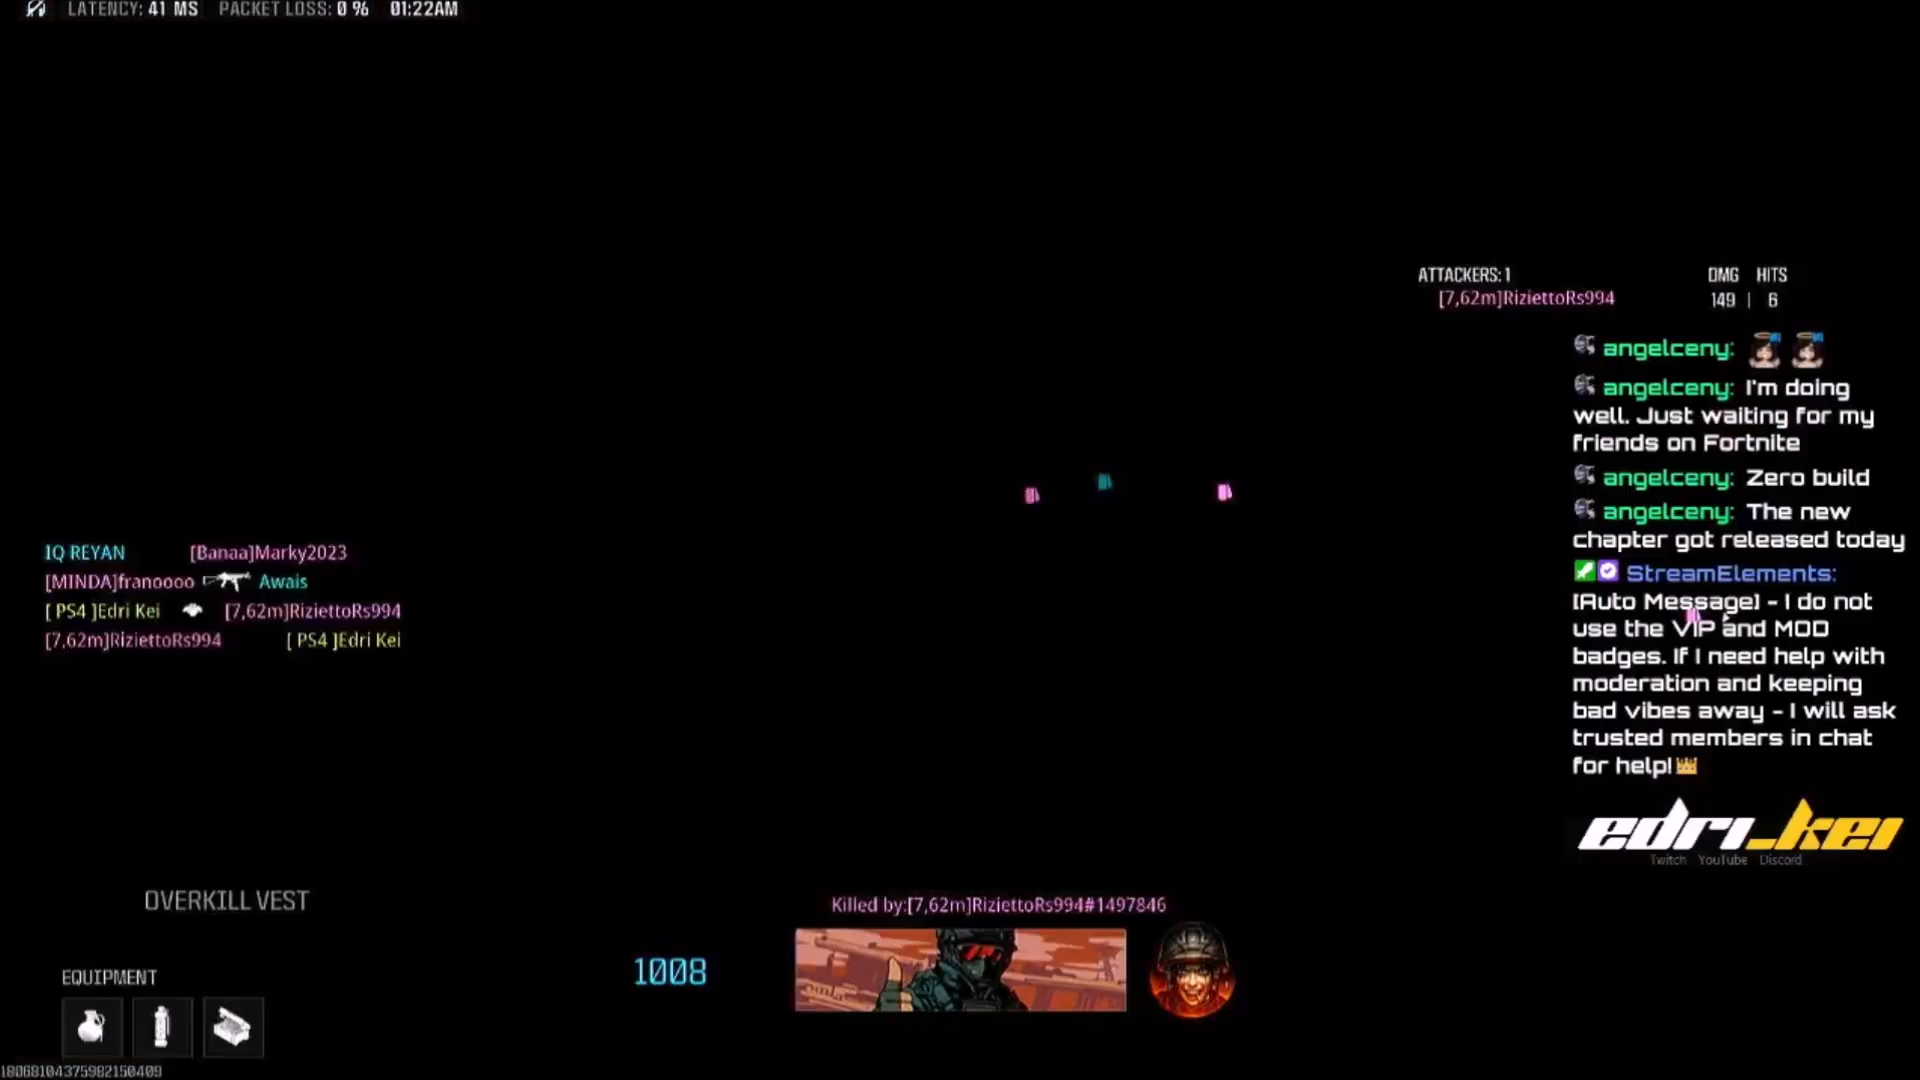 LATENCY: 41 MS PACKET LOSS: 0 % 01:22AM
ATTACKERS: 1 DMG HITS
[7,62m]RiziettoRs994 149 | 6
angelceny:
angelceny: I'm doing
well. Just waiting for my
friends on Fortnite
angelceny: Zero build
angelceny: The new
chapter got released today
StreamElements:
[Auto Message] - I do not
use the VIP and MOD
badges. If I need help with
moderation and keeping
bad vibes away - I will ask
trusted members in chat
for help!
edri_kei
Twitch YouTube Discord
IQ REYAN [Banaa]Marky2023
[MINDA]franoooo Awais
[ PS4 ]Edri Kei [7,62m]RiziettoRs994
[7,62m]RiziettoRs994 [ PS4 ]Edri Kei
OVERKILL VEST
EQUIPMENT
Killed by:[7,62m]RiziettoRs994#1497846
1008
18068104375982150409